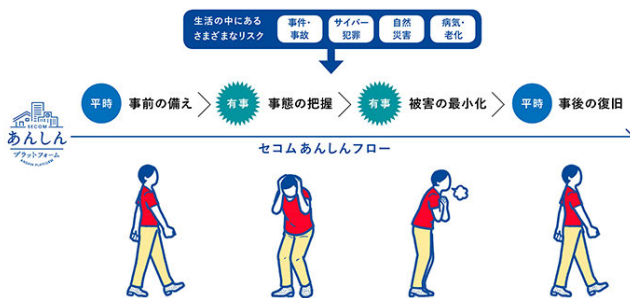 生活の中にある
さまざまなリスク
事件・
事故
サイバー
犯罪
自然
災害
病気・
老化
平時 事前の備え
有事 事態の把握
有事 被害の最小化
平時 事後の復旧
SECOM
あんしん
プラットフォーム
ANSHIN PLATFORM
セコム あんしんフロー